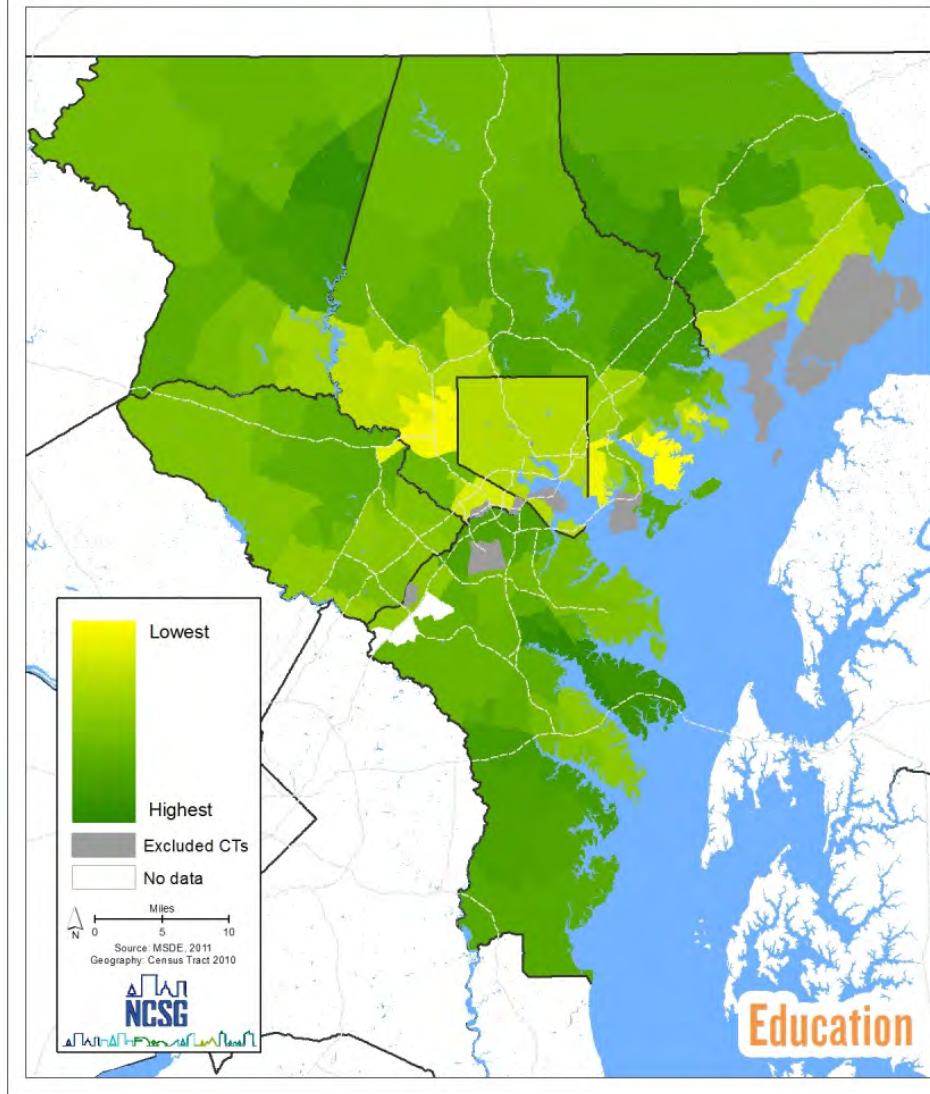 Lowest
Highest
Excluded CTs
No data
Miles
0 5 10
N
Source: MSDE, 2011
Geography: Census Tract 2010
NCSG
Education